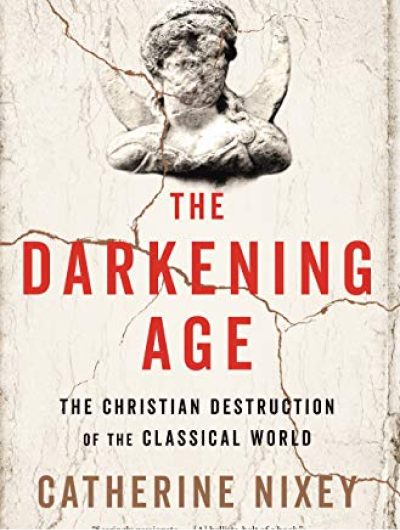 THE
DARKENING
AGE
THE CHRISTIAN DESTRUCTION
OF THE CLASSICAL WORLD
CATHERINE NIXEY